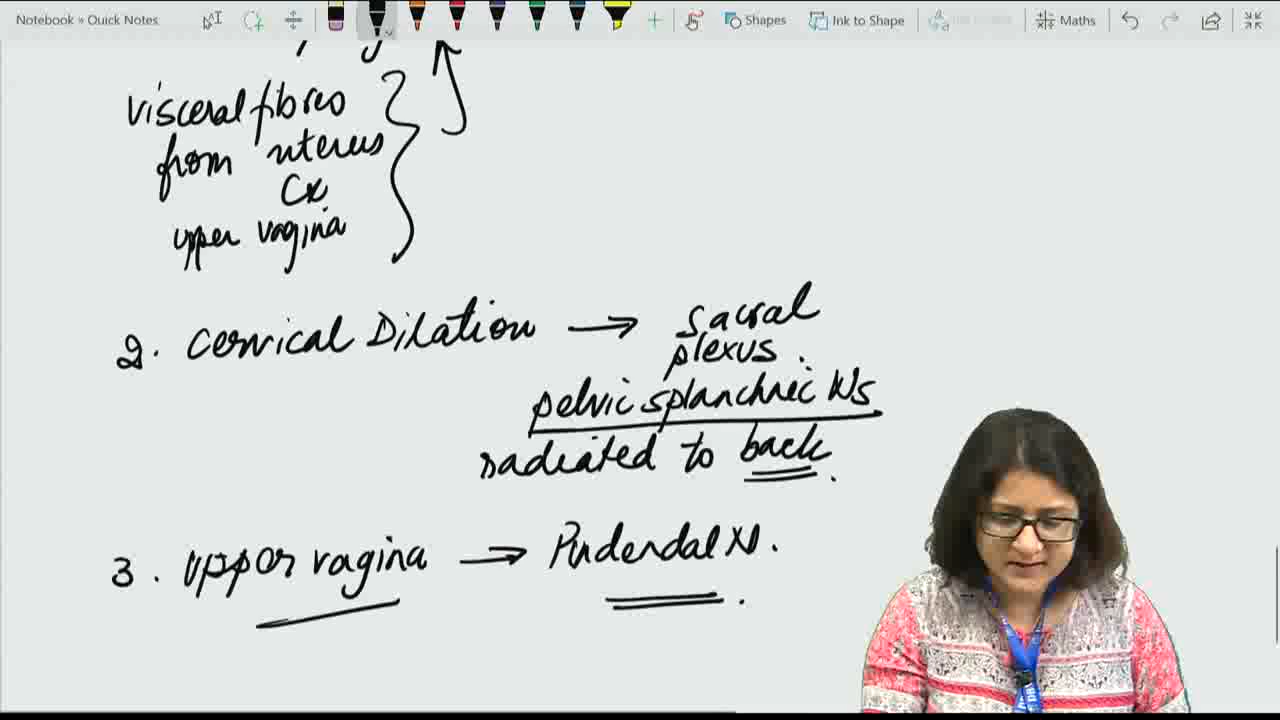 Notebook » Quick Notes
Shapes
Ink to Shape
Maths
visceral fibres
from uterus
Cx
upper vagina
2. Cervical Dilation → sacral
plexus.
pelvic splanchnic Ns
radiated to back.
3. upper vagina → Pudendal N.